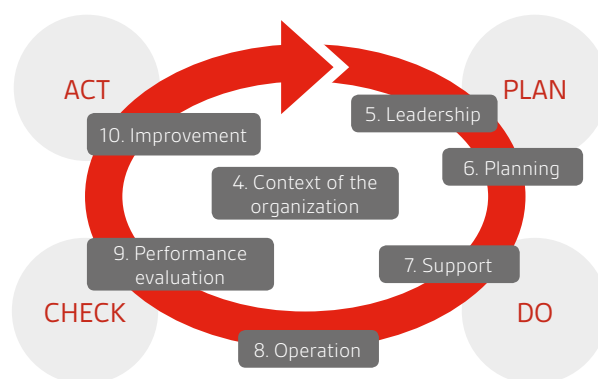 ACT
PLAN
5. Leadership
10. Improvement
6. Planning
4. Context of the
organization
9. Performance
evaluation
7. Support
CHECK
DO
8. Operation